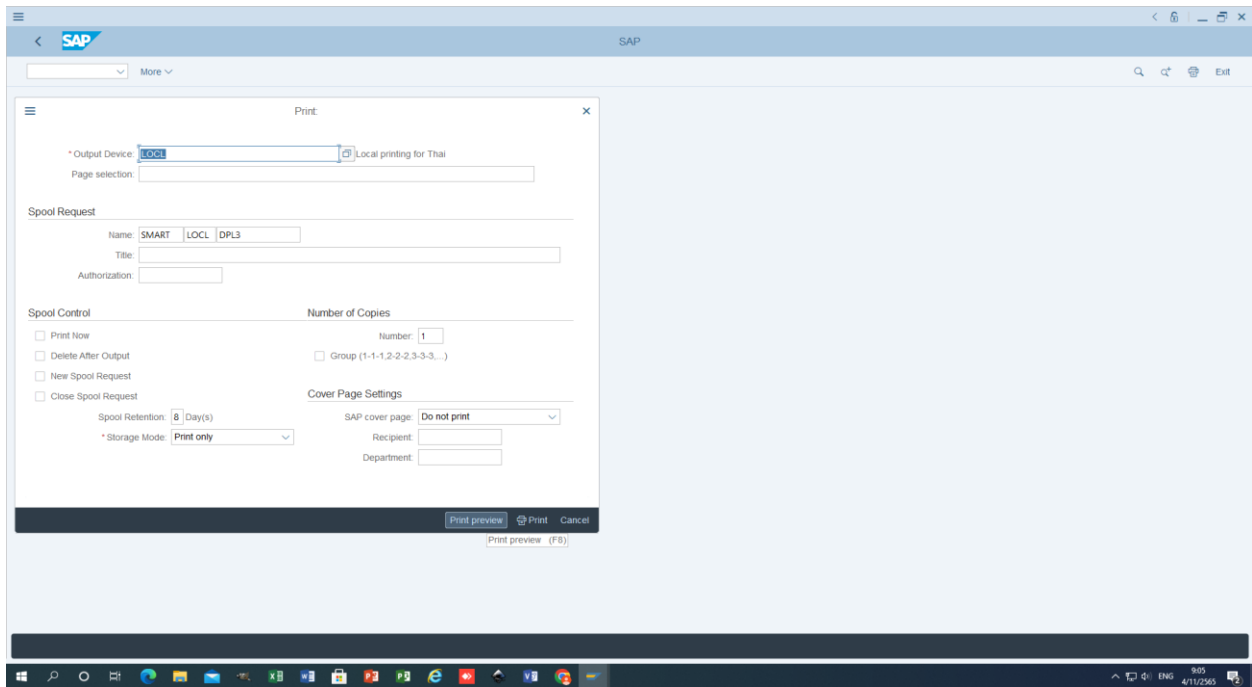 SAP
SAP
More
Exit
Print:
* Output Device: LOCL Local printing for Thai
Page selection:
Spool Request
Name: SMART LOCL DPL3
Title:
Authorization:
Spool Control
Number of Copies
Print Now
Number: 1
Delete After Output
Group (1-1-1,2-2-2,3-3-3,...)
New Spool Request
Close Spool Request
Cover Page Settings
Spool Retention: 8 Day(s)
SAP cover page: Do not print
* Storage Mode: Print only
Recipient:
Department:
Print preview Print Cancel
Print preview (F8)
ENG
9:05
4/11/2565